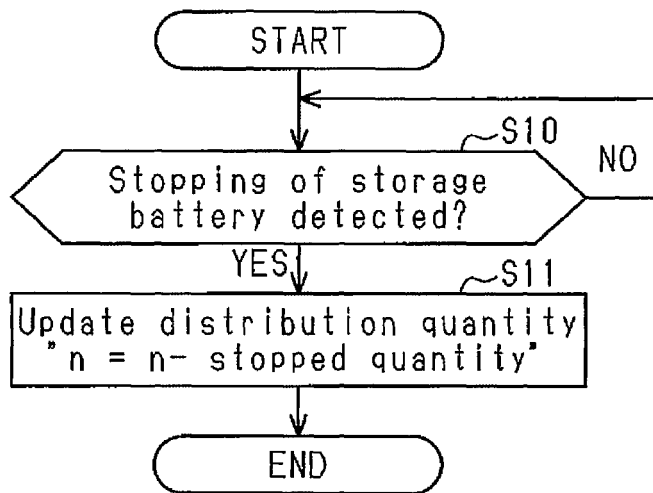 START
S10
NO
Stopping of storage
battery detected?
YES
S11
Update distribution quantity
"n = n- stopped quantity"
END